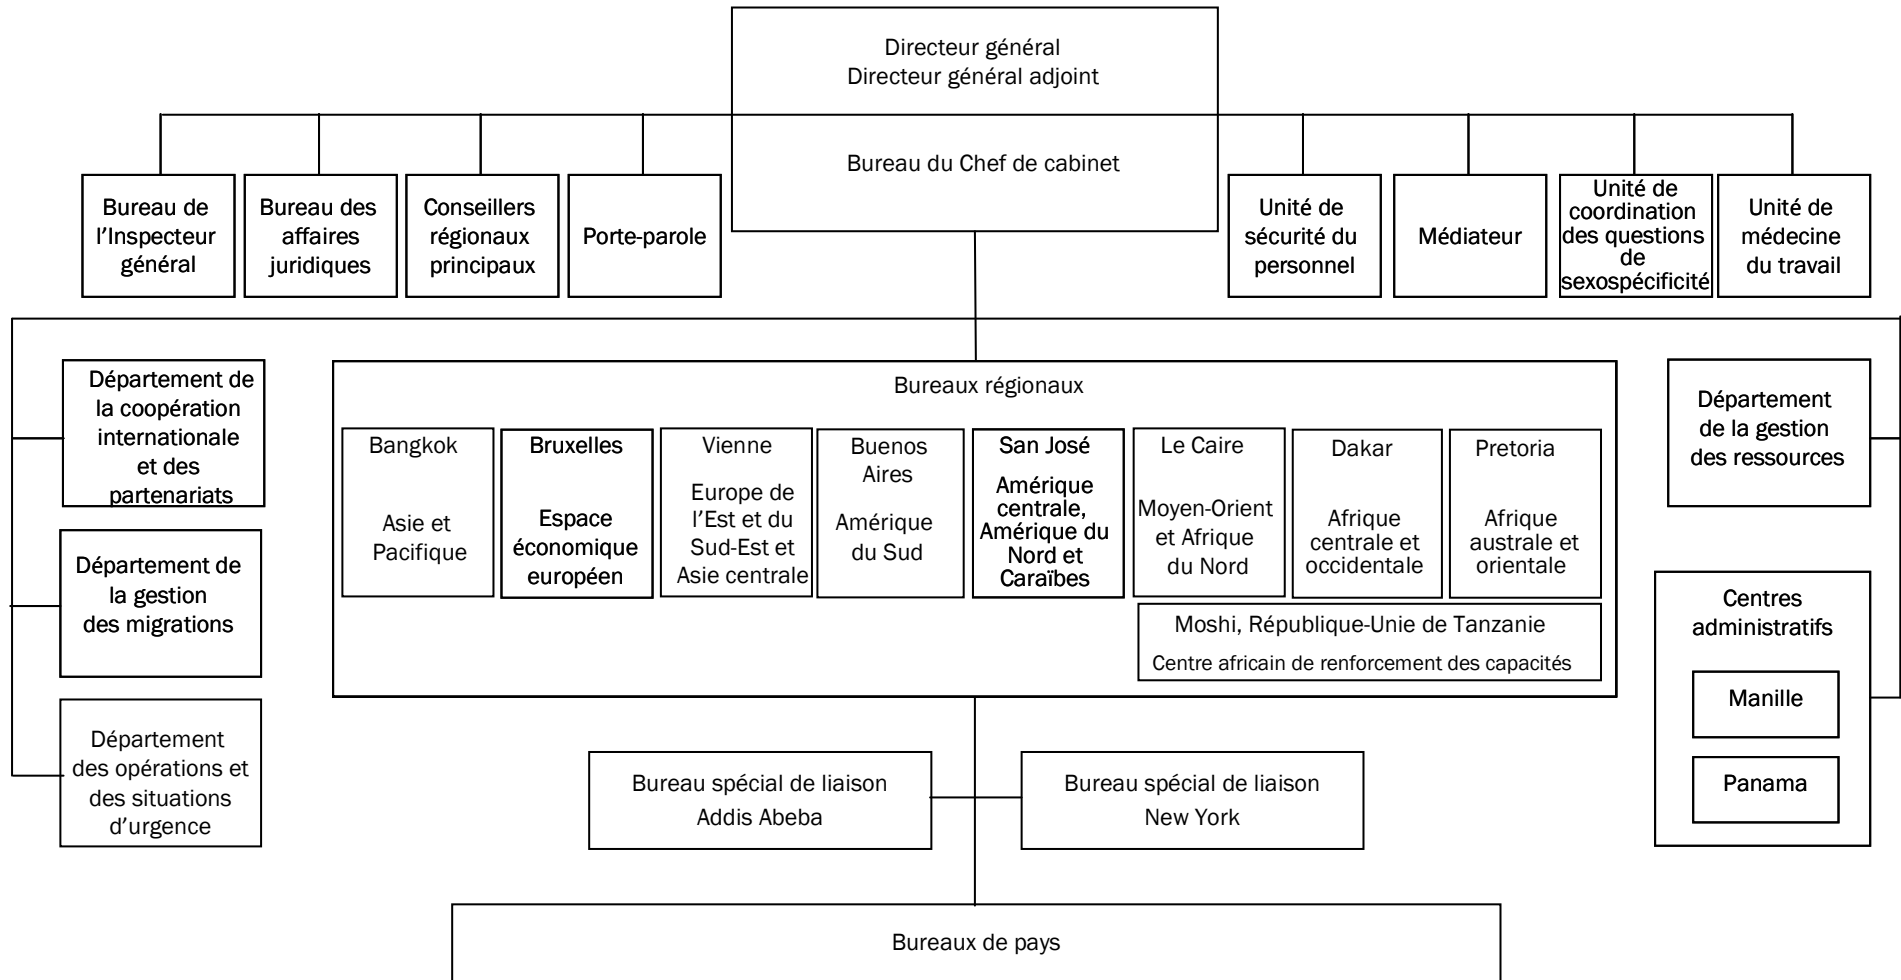 Directeur général
Directeur général adjoint
Bureau du Chef de cabinet
Bureau de
l'Inspecteur
général
Bureau des
affaires
juridiques
Conseillers
régionaux
principaux
Porte-parole
Unité de
sécurité du
personnel
Médiateur
Unité de
coordination
des questions
de
sexospécificité
Unité de
médecine
du travail
Département de
la coopération
internationale
et des
partenariats
Département de
la gestion
des migrations
Département
des opérations et
des situations
d'urgence
Bureaux régionaux
Bangkok
Asie et
Pacifique
Bruxelles
Espace
économique
européen
Vienne
Europe de
l'Est et du
Sud-Est et
Asie centrale
Buenos
Aires
Amérique
du Sud
San José
Amérique
centrale,
Amérique du
Nord et
Caraïbes
Le Caire
Moyen-Orient
et Afrique
du Nord
Dakar
Afrique
centrale et
occidentale
Pretoria
Afrique
australe et
orientale
Moshi, République-Unie de Tanzanie
Centre africain de renforcement des capacités
Département
de la gestion
des ressources
Centres
administratifs
Manille
Panama
Bureau spécial de liaison
Addis Abeba
Bureau spécial de liaison
New York
Bureaux de pays